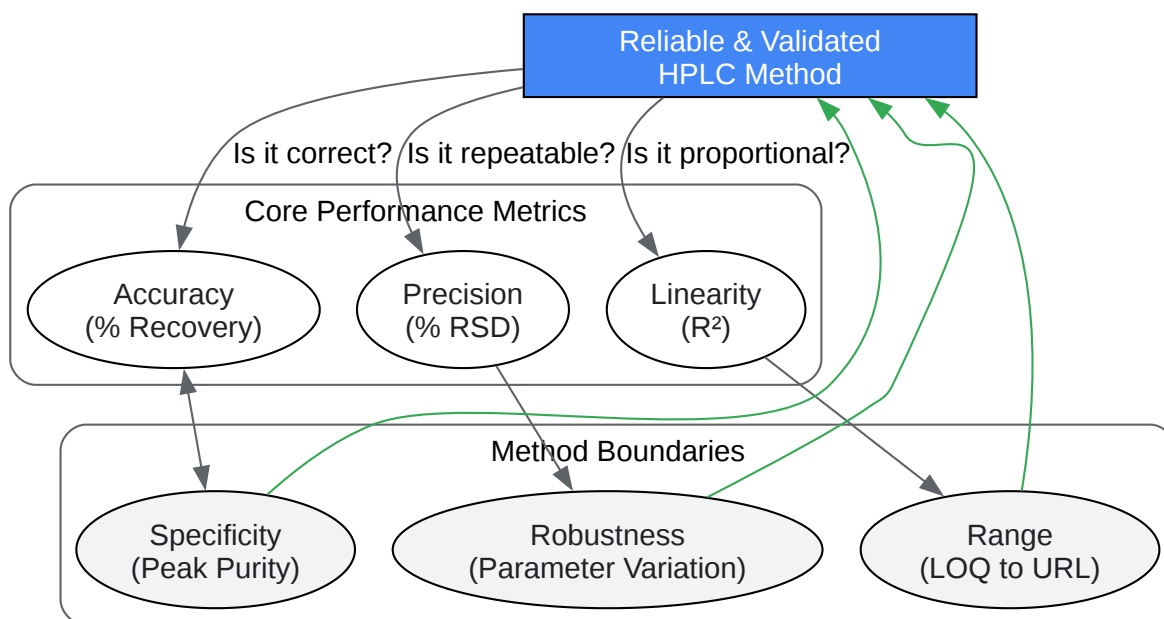 Reliable & Validated
HPLC Method
Is it correct?
Is it repeatable?
Is it proportional?
Core Performance Metrics
Accuracy
(% Recovery)
Precision
(% RSD)
Linearity
(R²)
Method Boundaries
Specificity
(Peak Purity)
Robustness
(Parameter Variation)
Range
(LOQ to URL)